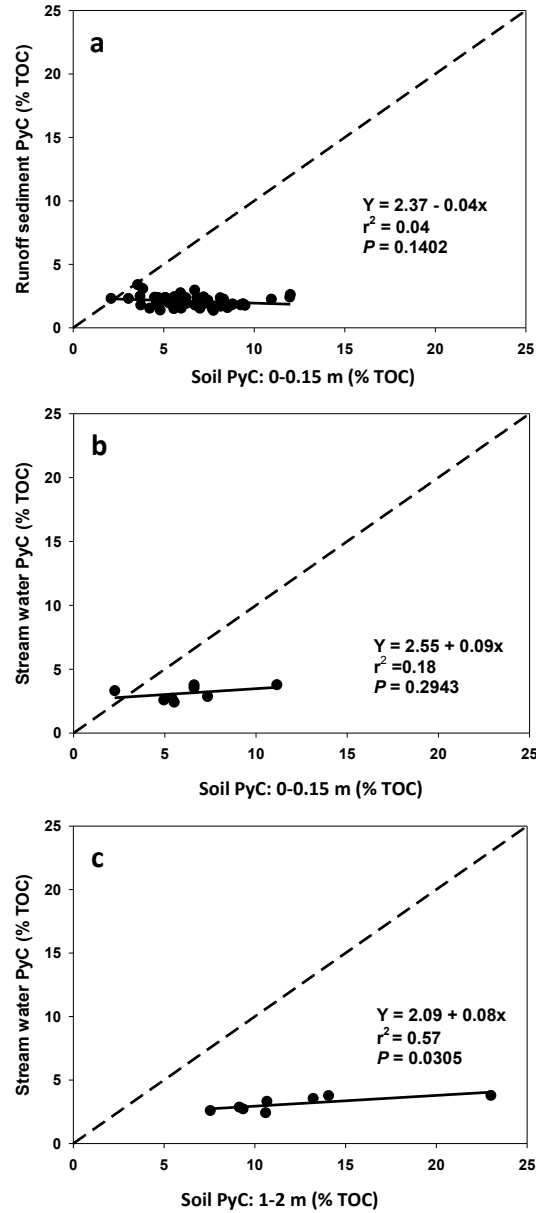 a
25
20
15
10
5
0
Runoff sediment PyC (% TOC)
Y = 2.37 - 0.04x
r² = 0.04
P = 0.1402
0 5 10 15 20 25
Soil PyC: 0-0.15 m (% TOC)
b
25
20
15
10
5
0
Stream water PyC (% TOC)
Y = 2.55 + 0.09x
r² =0.18
P = 0.2943
0 5 10 15 20 25
Soil PyC: 0-0.15 m (% TOC)
c
25
20
15
10
5
0
Stream water PyC (% TOC)
Y = 2.09 + 0.08x
r² = 0.57
P = 0.0305
0 5 10 15 20 25
Soil PyC: 1-2 m (% TOC)